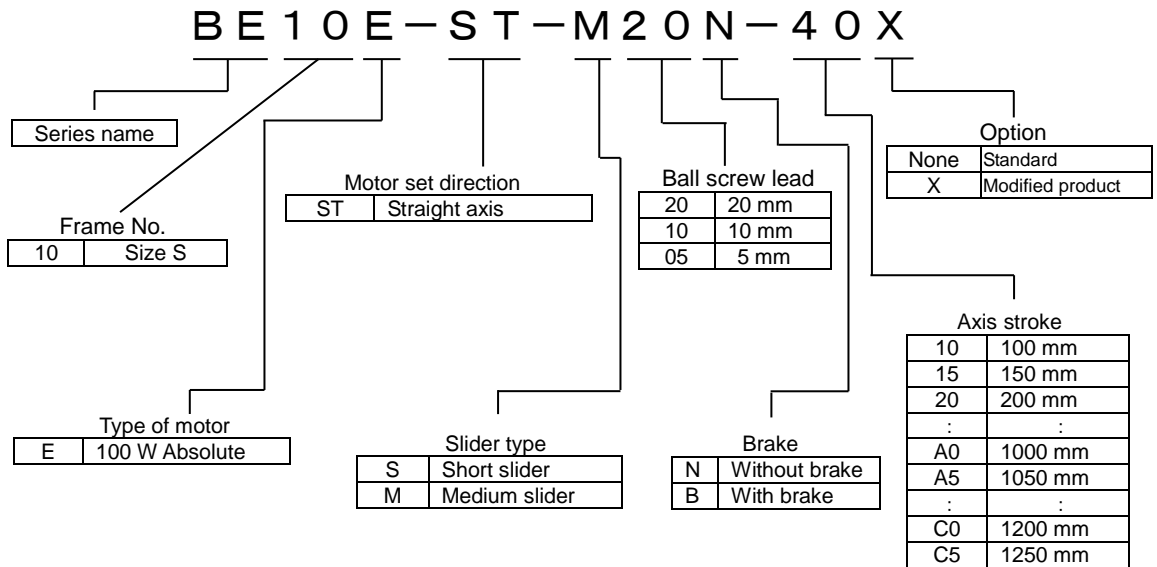 BE10E-ST-M20N-40X
Series name
Option
None Standard
X Modified product
Motor set direction
ST Straight axis
Ball screw lead
20 20 mm
10 10 mm
05 5 mm
Frame No.
10 Size S
Axis stroke
10 100 mm
15 150 mm
20 200 mm
: :
A0 1000 mm
A5 1050 mm
: :
C0 1200 mm
C5 1250 mm
Type of motor
E 100 W Absolute
Slider type
S Short slider
M Medium slider
Brake
N Without brake
B With brake